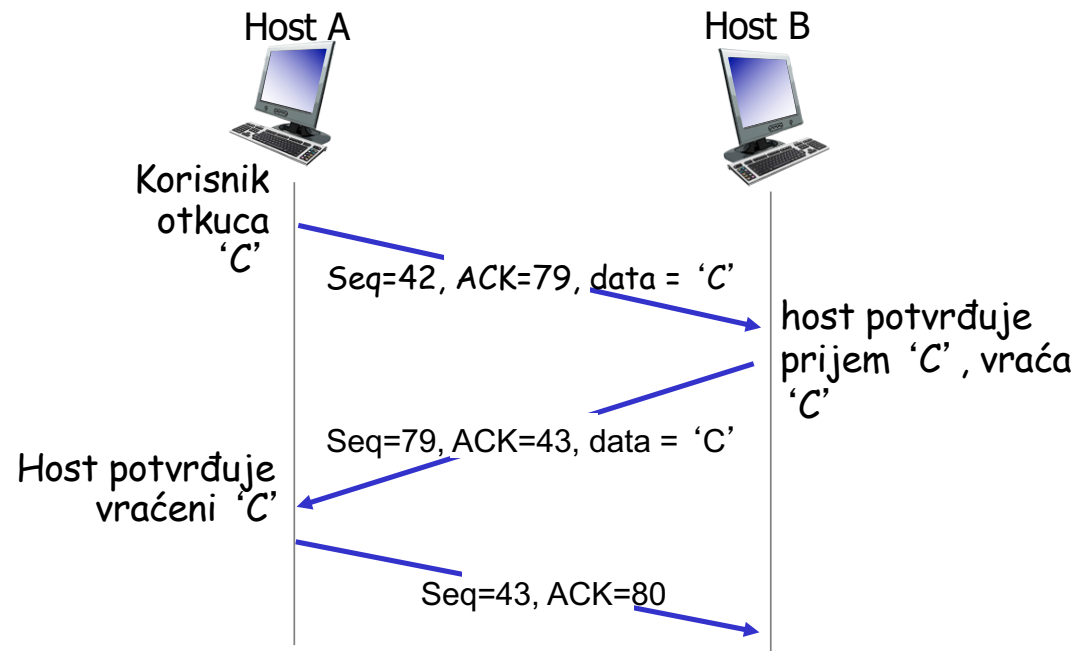 Host A
Host B
Korisnik
otkuca
‘C’
Seq=42, ACK=79, data = ‘C’
host potvrđuje
prijem ‘C’, vraća
‘C’
Seq=79, ACK=43, data = ‘C’
Host potvrđuje
vraćeni ‘C’
Seq=43, ACK=80